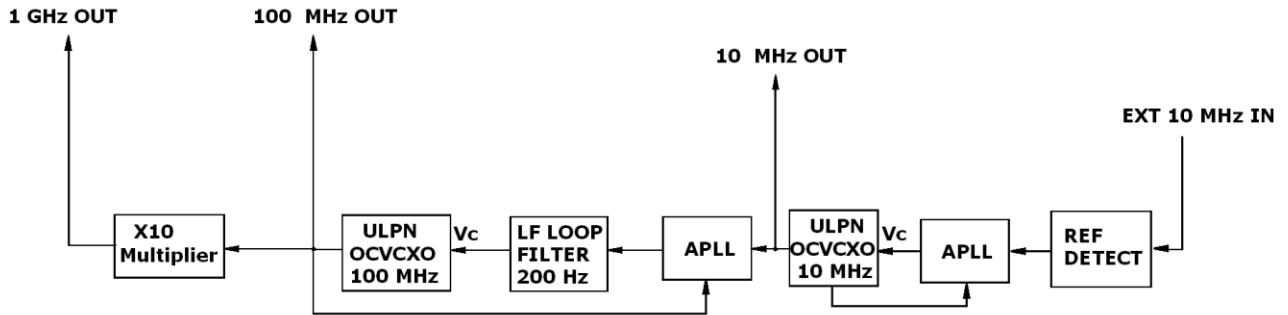 1 GHz OUT
100 MHz OUT
10 MHz OUT
EXT 10 MHz IN
X10
Multiplier
ULPN
OCVCXO
100 MHz
Vc
LF LOOP
FILTER
200 Hz
APLL
ULPN
OCVCXO
10 MHz
Vc
APLL
REF
DETECT